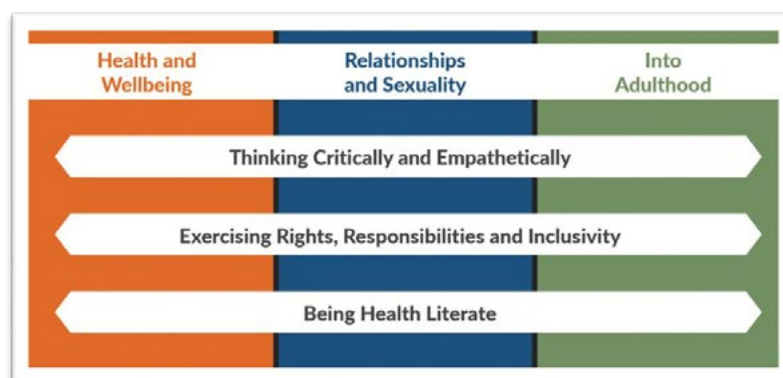 Health and
Wellbeing
Relationships
and Sexuality
Into
Adulthood
Thinking Critically and Empathetically
Exercising Rights, Responsibilities and Inclusivity
Being Health Literate